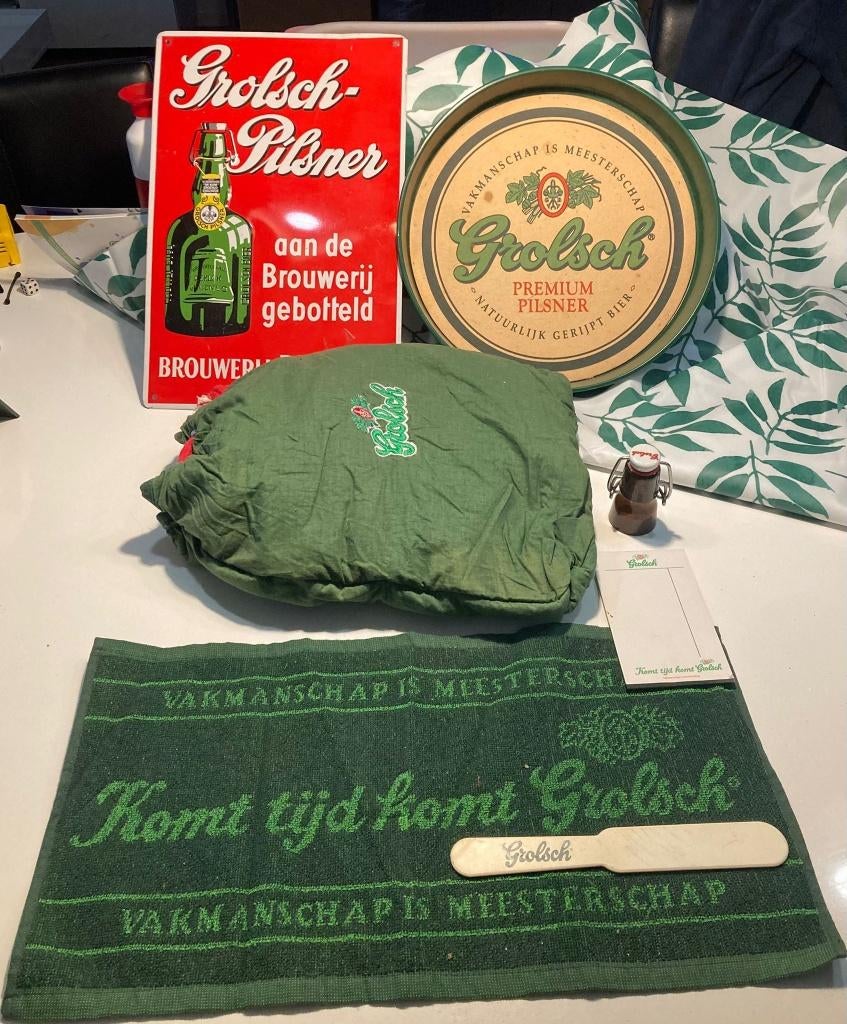 Grolsch-
Pilsner
aan de
Brouwerij
gebotteld
VAKMANSCHAP IS MEESTERSCHAP
Grolsch®
PREMIUM
PILSNER
NATUURLIJK GERIJPT BIER
Grolsch
Grolsch
Komt tijd komt Grolsch
VAKMANSCHAP IS MEESTERSCH
Komt tijd komt Grolsch
Grolsch
VAKMANSCHAP IS MEESTERSCHAP